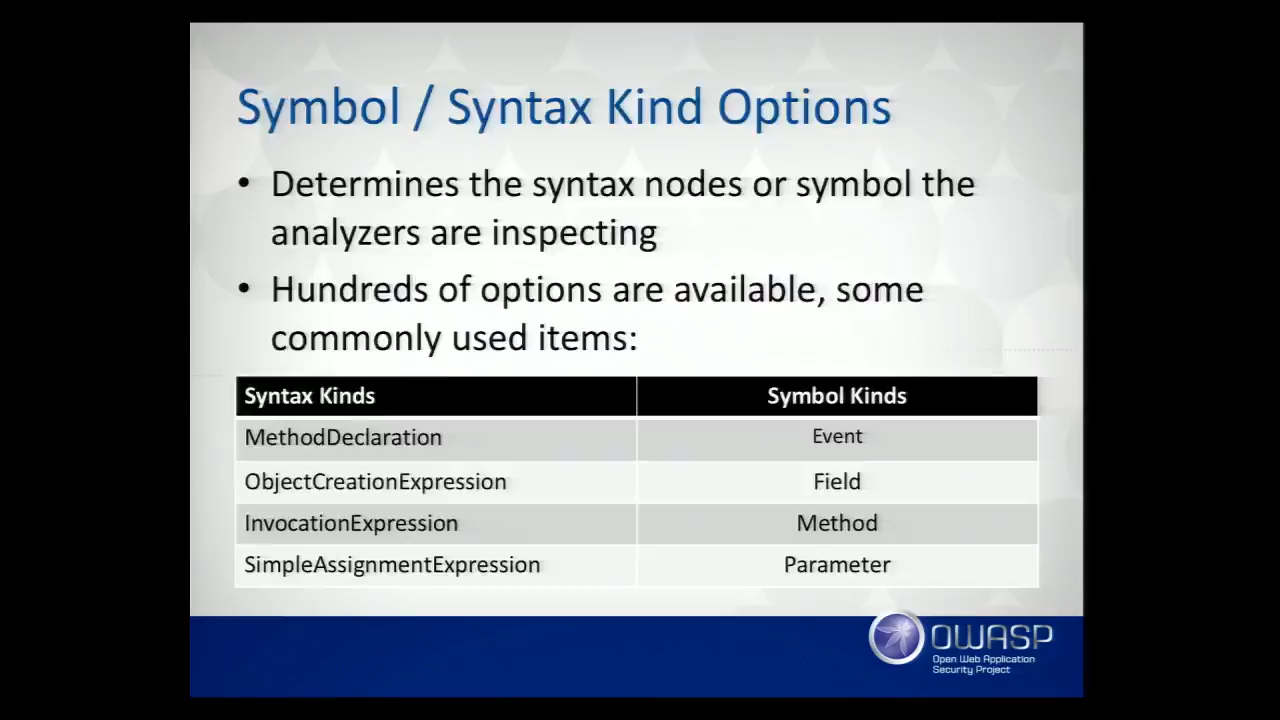 Symbol / Syntax Kind Options
• Determines the syntax nodes or symbol the
analyzers are inspecting
• Hundreds of options are available, some
commonly used items:
Syntax Kinds Symbol Kinds
MethodDeclaration Event
ObjectCreationExpression Field
InvocationExpression Method
SimpleAssignmentExpression Parameter
OWASP
Open Web Application
Security Project